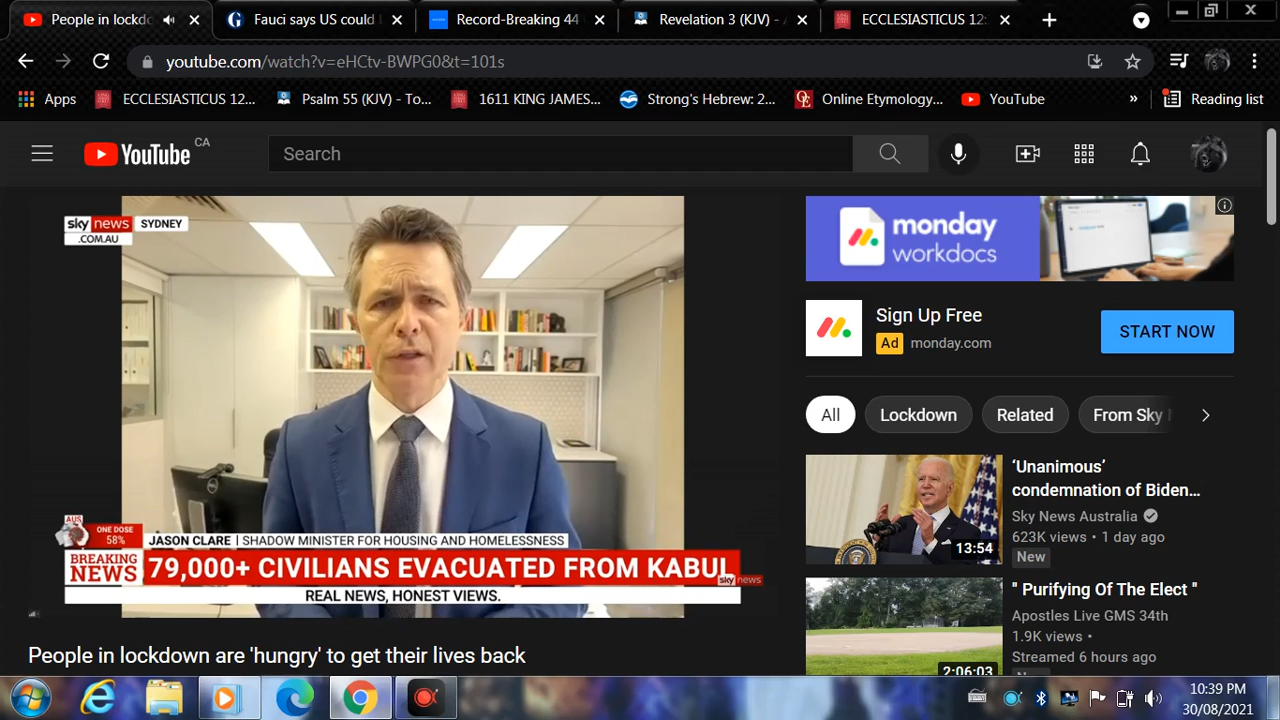 People in lockdo
Fauci says US could l
Record-Breaking 44
Revelation 3 (KJV) - A
ECCLESIASTICUS 12:
youtube.com/watch?v=eHCtv-BWPG0&t=101s
Apps
ECCLESIASTICUS 12...
Psalm 55 (KJV) - To...
1611 KING JAMES...
Strong's Hebrew: 2...
OE
Online Etymology...
YouTube
»
Reading list
YouTube CA
Search
sky news
.COM.AU
SYDNEY
AUS
ONE DOSE
58%
JASON CLARE | SHADOW MINISTER FOR HOUSING AND HOMELESSNESS
BREAKING
NEWS
79,000+ CIVILIANS EVACUATED FROM KABUL
sky news
REAL NEWS, HONEST VIEWS.
People in lockdown are 'hungry' to get their lives back
monday
workdocs
Sign Up Free
Ad monday.com
START NOW
All
Lockdown
Related
From Sky
‘Unanimous’
condemnation of Biden...
Sky News Australia
623K views • 1 day ago
New
13:54
" Purifying Of The Elect "
Apostles Live GMS 34th
1.9K views •
Streamed 6 hours ago
2:06:03
10:39 PM
30/08/2021